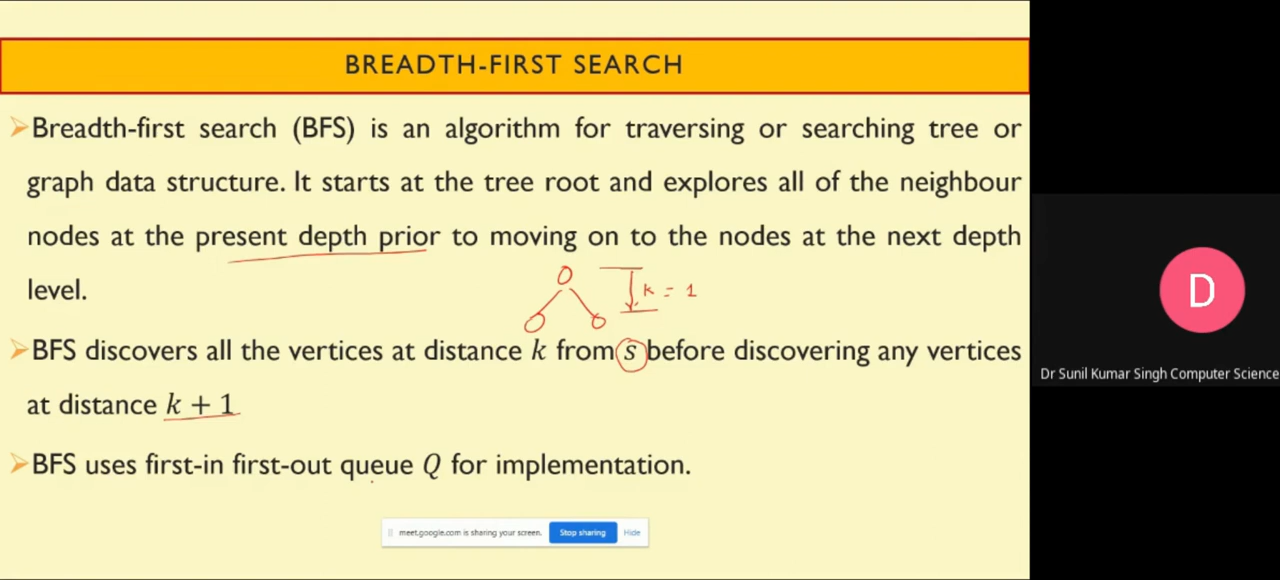 BREADTH-FIRST SEARCH
➢Breadth-first search (BFS) is an algorithm for traversing or searching tree or
graph data structure. It starts at the tree root and explores all of the neighbour
nodes at the present depth prior to moving on to the nodes at the next depth
level.
k = 1
➢BFS discovers all the vertices at distance k from s before discovering any vertices
at distance k + 1
➢BFS uses first-in first-out queue Q for implementation.
meet.google.com is sharing your screen. Stop sharing Hide
D
Dr Sunil Kumar Singh Computer Science